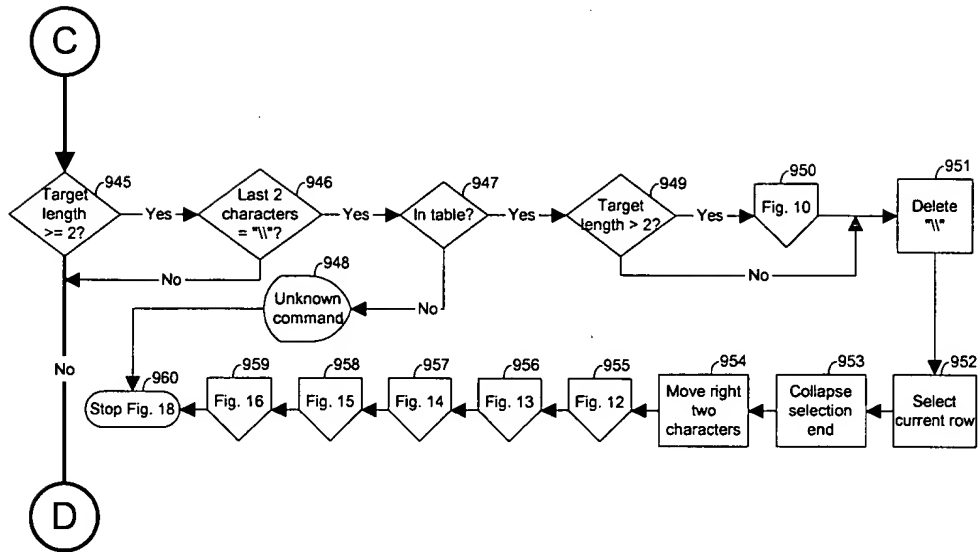 C
945
Target
length
>= 2?
Yes
946
Last 2
characters
= "\\"?
Yes
947
In table?
Yes
949
Target
length > 2?
Yes
950
Fig. 10
951
Delete
"\\"
No
No
No
948
Unknown
command
No
960
Stop Fig. 18
959
Fig. 16
958
Fig. 15
957
Fig. 14
956
Fig. 13
955
Fig. 12
954
Move right
two
characters
953
Collapse
selection
end
952
Select
current row
D